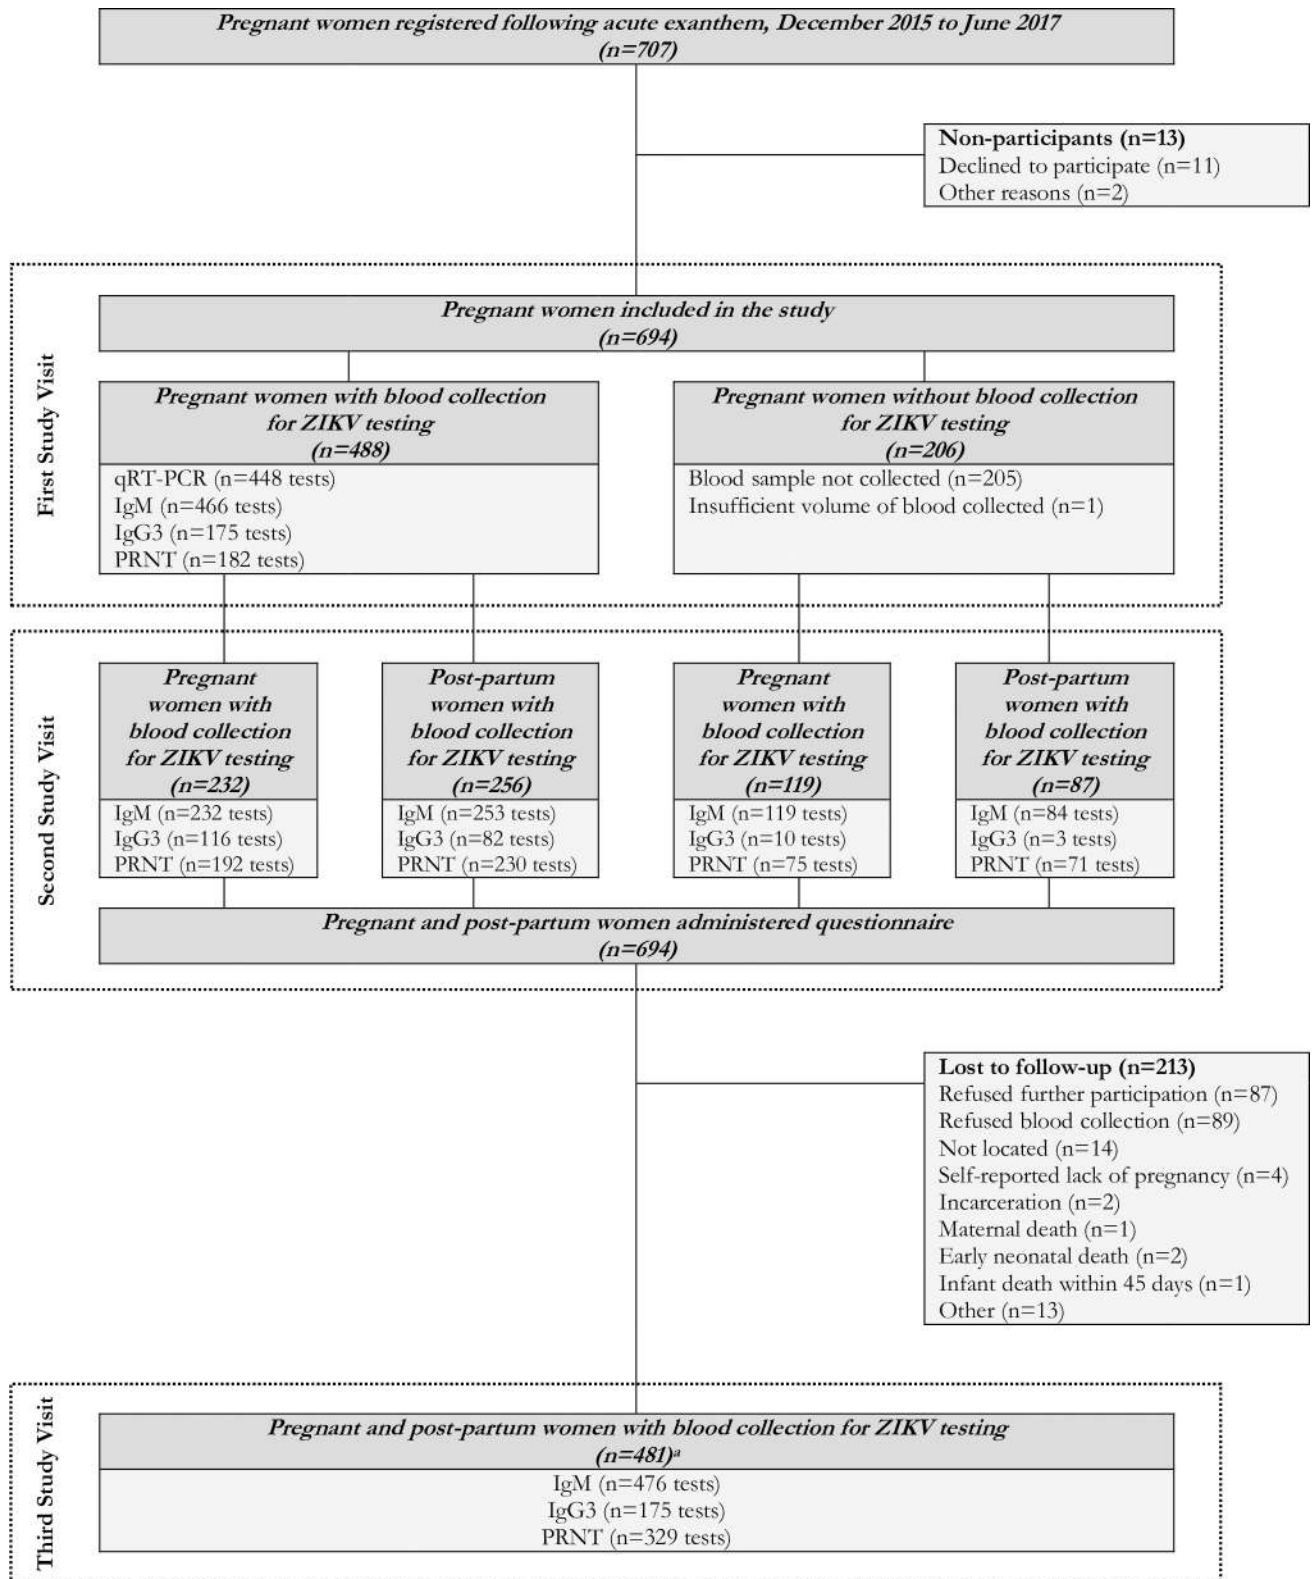 Pregnant women registered following acute exanthem, December 2015 to June 2017
(n=707)
Non-participants (n=13)
Declined to participate (n=11)
Other reasons (n=2)
First Study Visit
Pregnant women included in the study
(n=694)
Pregnant women with blood collection
for ZIKV testing
(n=488)
qRT-PCR (n=448 tests)
IgM (n=466 tests)
IgG3 (n=175 tests)
PRNT (n=182 tests)
Pregnant women without blood collection
for ZIKV testing
(n=206)
Blood sample not collected (n=205)
Insufficient volume of blood collected (n=1)
Second Study Visit
Pregnant
women with
blood collection
for ZIKV testing
(n=232)
IgM (n=232 tests)
IgG3 (n=116 tests)
PRNT (n=192 tests)
Post-partum
women with
blood collection
for ZIKV testing
(n=256)
IgM (n=253 tests)
IgG3 (n=82 tests)
PRNT (n=230 tests)
Pregnant
women with
blood collection
for ZIKV testing
(n=119)
IgM (n=119 tests)
IgG3 (n=10 tests)
PRNT (n=75 tests)
Post-partum
women with
blood collection
for ZIKV testing
(n=87)
IgM (n=84 tests)
IgG3 (n=3 tests)
PRNT (n=71 tests)
Pregnant and post-partum women administered questionnaire
(n=694)
Lost to follow-up (n=213)
Refused further participation (n=87)
Refused blood collection (n=89)
Not located (n=14)
Self-reported lack of pregnancy (n=4)
Incarceration (n=2)
Maternal death (n=1)
Early neonatal death (n=2)
Infant death within 45 days (n=1)
Other (n=13)
Third Study Visit
Pregnant and post-partum women with blood collection for ZIKV testing
(n=481)ᵃ
IgM (n=476 tests)
IgG3 (n=175 tests)
PRNT (n=329 tests)